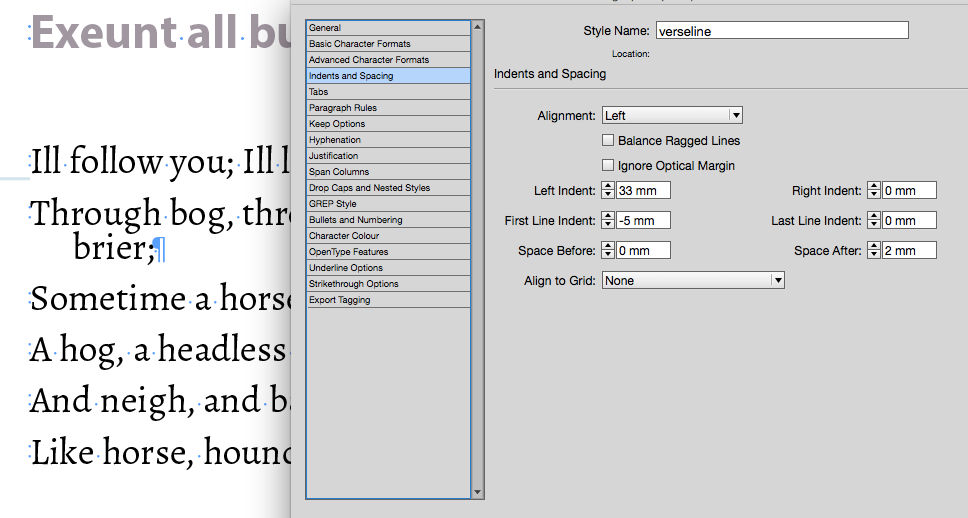 Exeunt all bu
Ill follow you; Ill l
Through bog, thro
brier;¶
Sometime a horse
A hog, a headless
And neigh, and ba
Like horse, hound
General
Basic Character Formats
Advanced Character Formats
Indents and Spacing
Tabs
Paragraph Rules
Keep Options
Hyphenation
Justification
Span Columns
Drop Caps and Nested Styles
GREP Style
Bullets and Numbering
Character Colour
OpenType Features
Underline Options
Strikethrough Options
Export Tagging
Style Name: verseline
Location:
Indents and Spacing
Alignment: Left
Balance Ragged Lines
Ignore Optical Margin
Left Indent: 33 mm Right Indent: 0 mm
First Line Indent: -5 mm Last Line Indent: 0 mm
Space Before: 0 mm Space After: 2 mm
Align to Grid: None